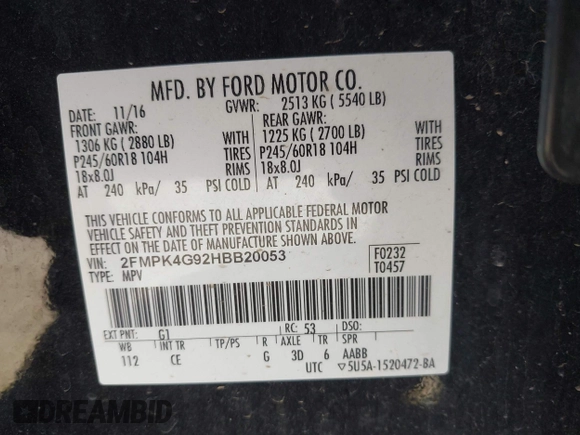 MFD. BY FORD MOTOR CO.
DATE: 11/16 GVWR: 2513 KG ( 5540 LB)
FRONT GAWR: REAR GAWR:
1306 KG ( 2880 LB) WITH 1225 KG ( 2700 LB) WITH
P245/60R18 104H TIRES P245/60R18 104H TIRES
18x8.0J RIMS 18x8.0J RIMS
AT 240 kPa/ 35 PSI COLD AT 240 kPa/ 35 PSI COLD
THIS VEHICLE CONFORMS TO ALL APPLICABLE FEDERAL MOTOR
VEHICLE SAFETY AND THEFT PREVENTION STANDARDS IN EFFECT
ON THE DATE OF MANUFACTURE SHOWN ABOVE.
VIN: 2FMPK4G92HBB20053 F0232
TYPE: MPV T0457
EXT PNT: G1 RC: 53 DSO:
WB INT TR TP/PS R AXLE TR SPR
112 CE G 3D 6 AABB
UTC ▽5U5A-1520472-BA
DREAMBID